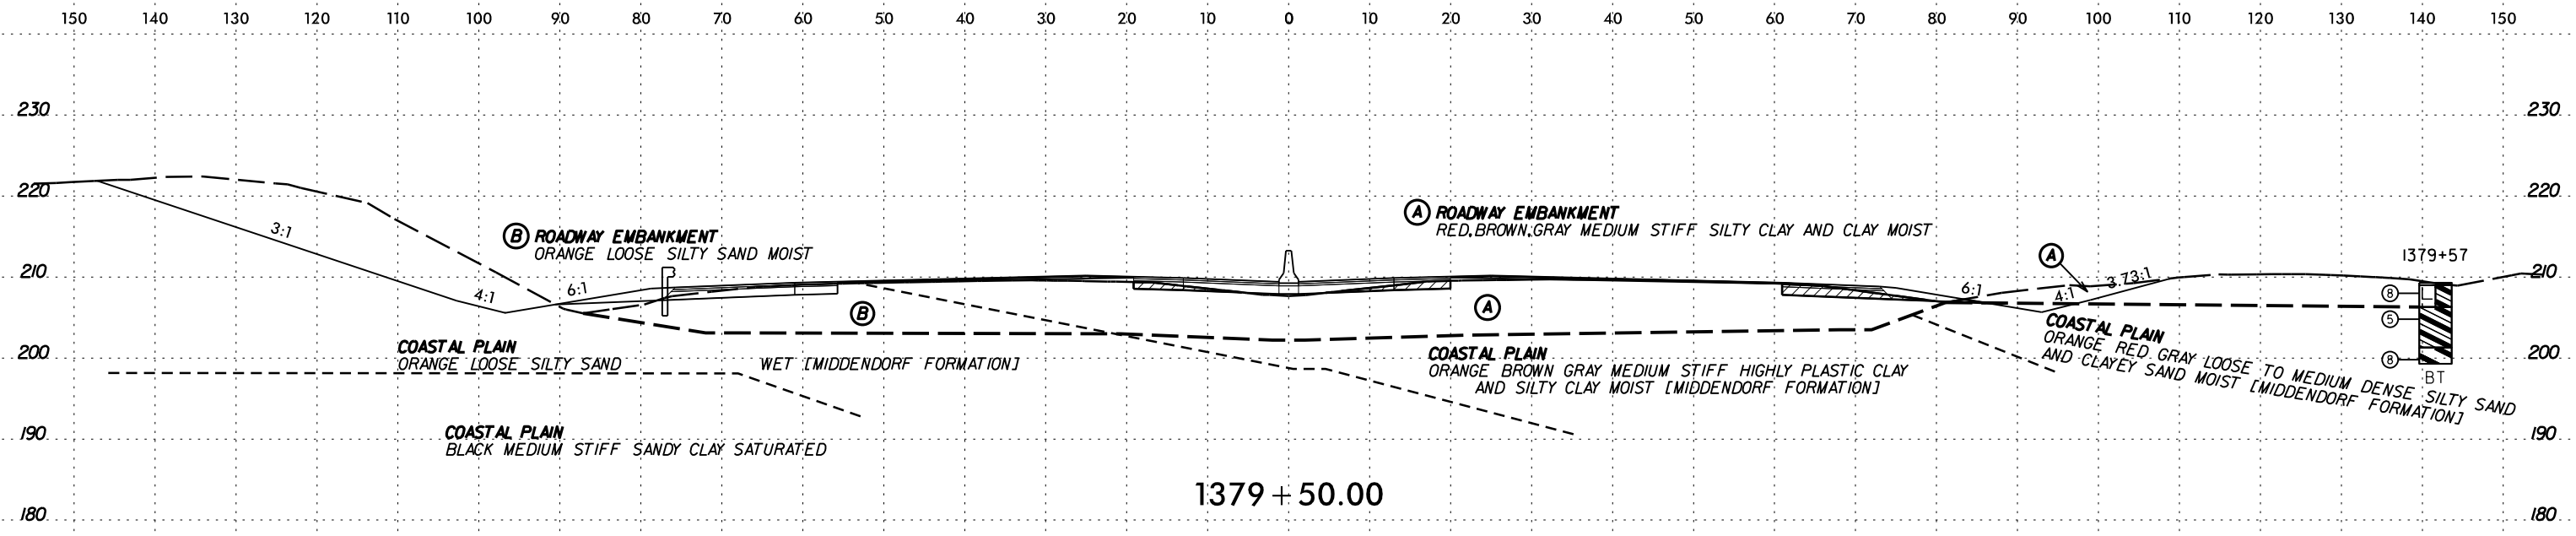 150 140 130 120 110 100 90 80 70 60 50 40 30 20 10 0 10 20 30 40 50 60 70 80 90 100 110 120 130 140 150
230 230
220 220
A ROADWAY EMBANKMENT
RED,BROWN,GRAY MEDIUM STIFF SILTY CLAY AND CLAY MOIST
3:1
B ROADWAY EMBANKMENT
ORANGE LOOSE SILTY SAND MOIST
A
1379+57
210 210
4:1
6:1
6:1
4:1
3.73:1
8
B
A
5
COASTAL PLAIN
ORANGE LOOSE SILTY SAND WET [MIDDENDORF FORMATION]
COASTAL PLAIN
ORANGE BROWN GRAY MEDIUM STIFF HIGHLY PLASTIC CLAY
AND SILTY CLAY MOIST [MIDDENDORF FORMATION]
COASTAL PLAIN
ORANGE RED GRAY LOOSE TO MEDIUM DENSE SILTY SAND
AND CLAYEY SAND MOIST [MIDDENDORF FORMATION]
200 200
8
BT
COASTAL PLAIN
BLACK MEDIUM STIFF SANDY CLAY SATURATED
190 190
1379+50.00
180 180